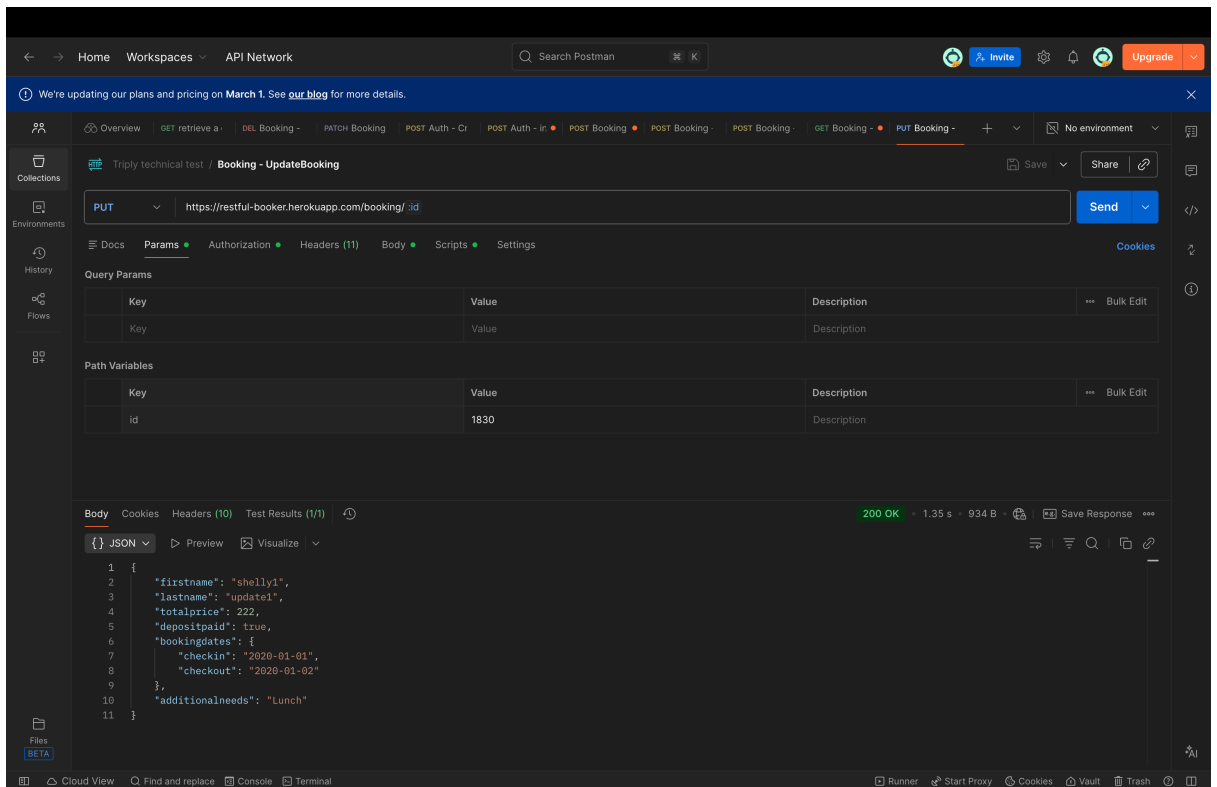 Home Workspaces API Network Search Postman ⌘ K Invite Upgrade
We're updating our plans and pricing on March 1. See our blog for more details.
Overview GET retrieve a DEL Booking - PATCH Booking POST Auth - Cr POST Auth - in POST Booking POST Booking - POST Booking - GET Booking - PUT Booking - No environment
HTTP Triply technical test / Booking - UpdateBooking Save Share
Collections
Environments
History
Flows
PUT https://restful-booker.herokuapp.com/booking/ :id Send
Docs Params Authorization Headers (11) Body Scripts Settings Cookies
Query Params
Key Value Description Bulk Edit
Key Value Description
Path Variables
Key Value Description Bulk Edit
id 1830 Description
Body Cookies Headers (10) Test Results (1/1) 200 OK 1.35 s 934 B Save Response
{} JSON Preview Visualize
1 {
2 "firstname": "shelly1",
3 "lastname": "update1",
4 "totalprice": 222,
5 "depositpaid": true,
6 "bookingdates": {
7 "checkin": "2020-01-01",
8 "checkout": "2020-01-02"
9 },
10 "additionalneeds": "Lunch"
11 }
Files
BETA
AI
Cloud View Find and replace Console Terminal Runner Start Proxy Cookies Vault Trash